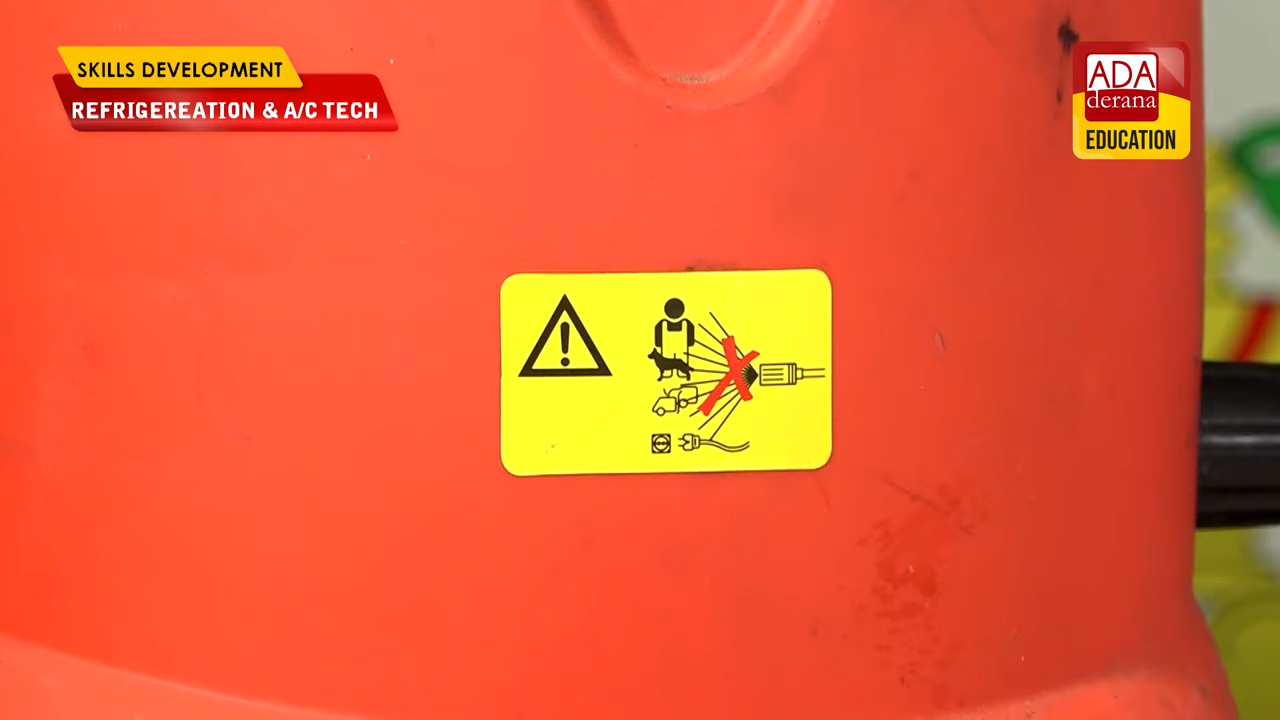 SKILLS DEVELOPMENT
REFRIGEREATION & A/C TECH
ADA
derana
EDUCATION